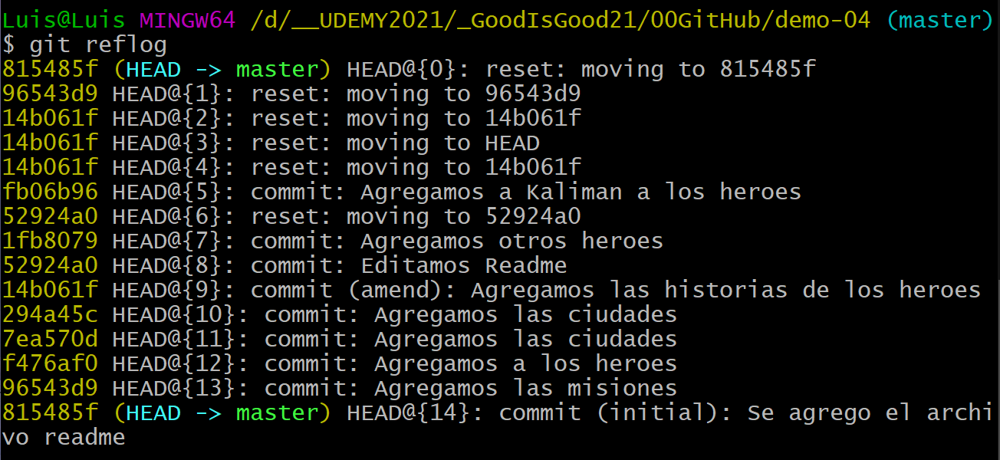 Luis@Luis MINGW64 /d/__UDEMY2021/_GoodIsGood21/00GitHub/demo-04 (master)
$ git reflog
815485f (HEAD -> master) HEAD@{0}: reset: moving to 815485f
96543d9 HEAD@{1}: reset: moving to 96543d9
14b061f HEAD@{2}: reset: moving to 14b061f
14b061f HEAD@{3}: reset: moving to HEAD
14b061f HEAD@{4}: reset: moving to 14b061f
fb06b96 HEAD@{5}: commit: Agregamos a Kaliman a los heroes
52924a0 HEAD@{6}: reset: moving to 52924a0
1fb8079 HEAD@{7}: commit: Agregamos otros heroes
52924a0 HEAD@{8}: commit: Editamos Readme
14b061f HEAD@{9}: commit (amend): Agregamos las historias de los heroes
294a45c HEAD@{10}: commit: Agregamos las ciudades
7ea570d HEAD@{11}: commit: Agregamos las ciudades
f476af0 HEAD@{12}: commit: Agregamos a los heroes
96543d9 HEAD@{13}: commit: Agregamos las misiones
815485f (HEAD -> master) HEAD@{14}: commit (initial): Se agrego el archi
vo readme